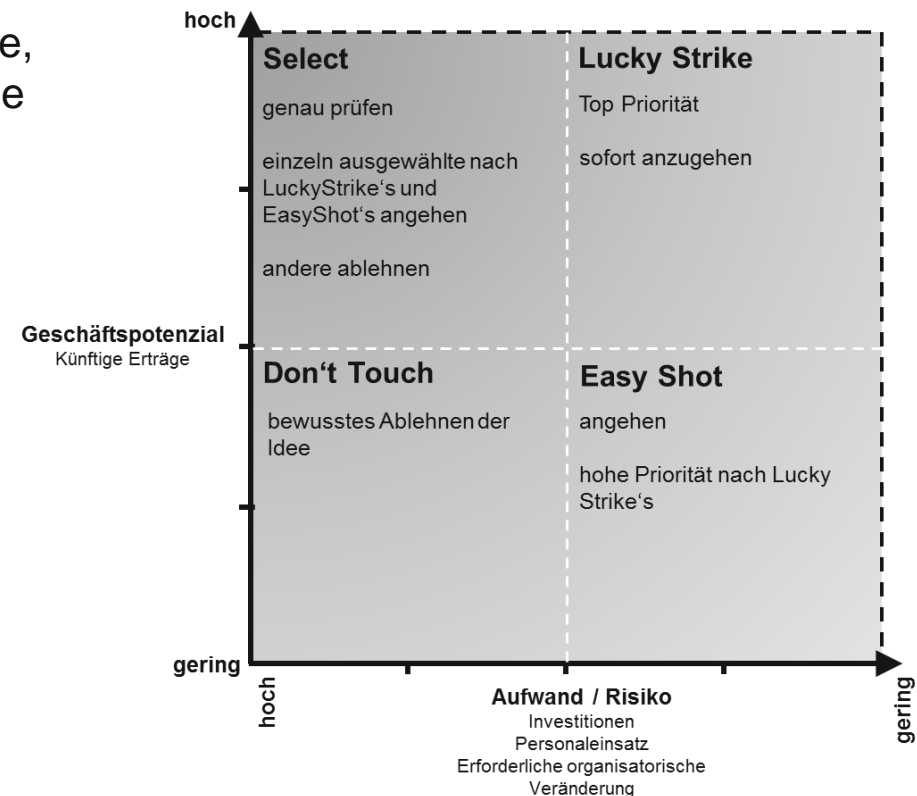 e,
e
hoch
Select
genau prüfen
einzeln ausgewählte nach
LuckyStrike‘s und
EasyShot‘s angehen
andere ablehnen
Lucky Strike
Top Priorität
sofort anzugehen
Geschäftspotenzial
Künftige Erträge
Don‘t Touch
bewusstes Ablehnen der
Idee
Easy Shot
angehen
hohe Priorität nach Lucky
Strike‘s
gering
hoch
Aufwand / Risiko
Investitionen
Personaleinsatz
Erforderliche organisatorische
Veränderung
gering